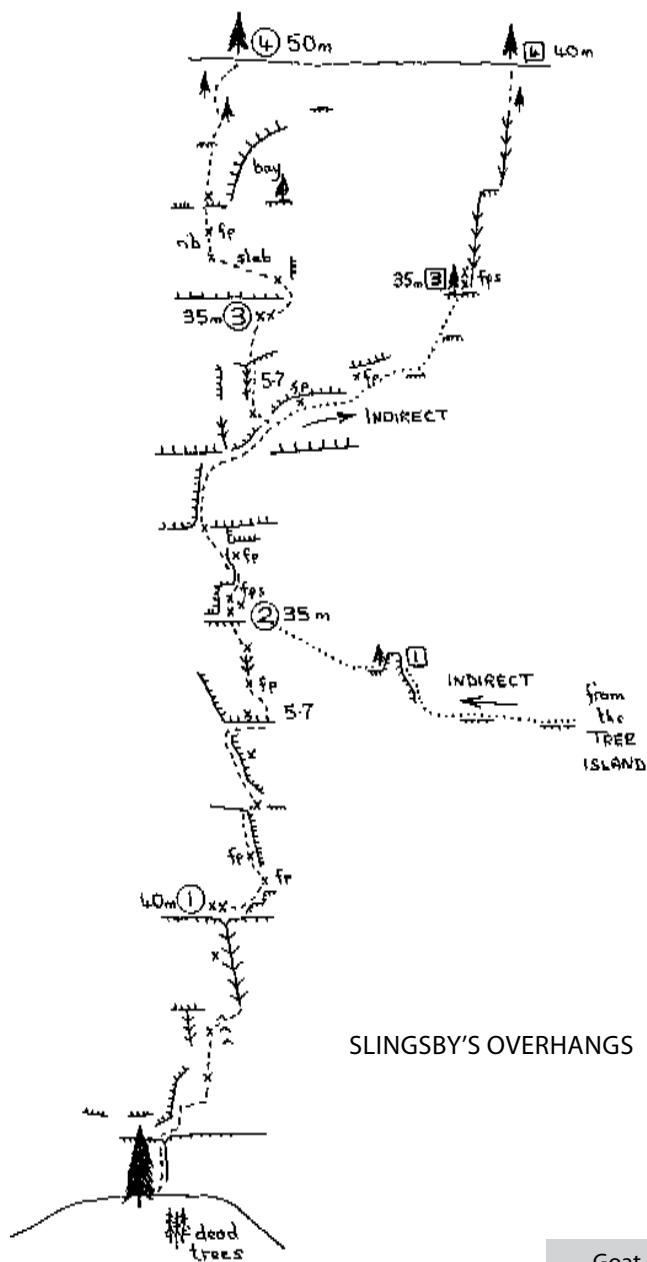 ④ 50m
4 40m
bay
fp
rib
slab
35m ③
35m 3 fps
5.7
fp
fp
INDIRECT
fp
fps
② 35m
1
INDIRECT
from
the
TREE
ISLAND
fp
5.7
fp
fp
40m ①
SLINGSBY'S OVERHANGS
dead
trees
Goat